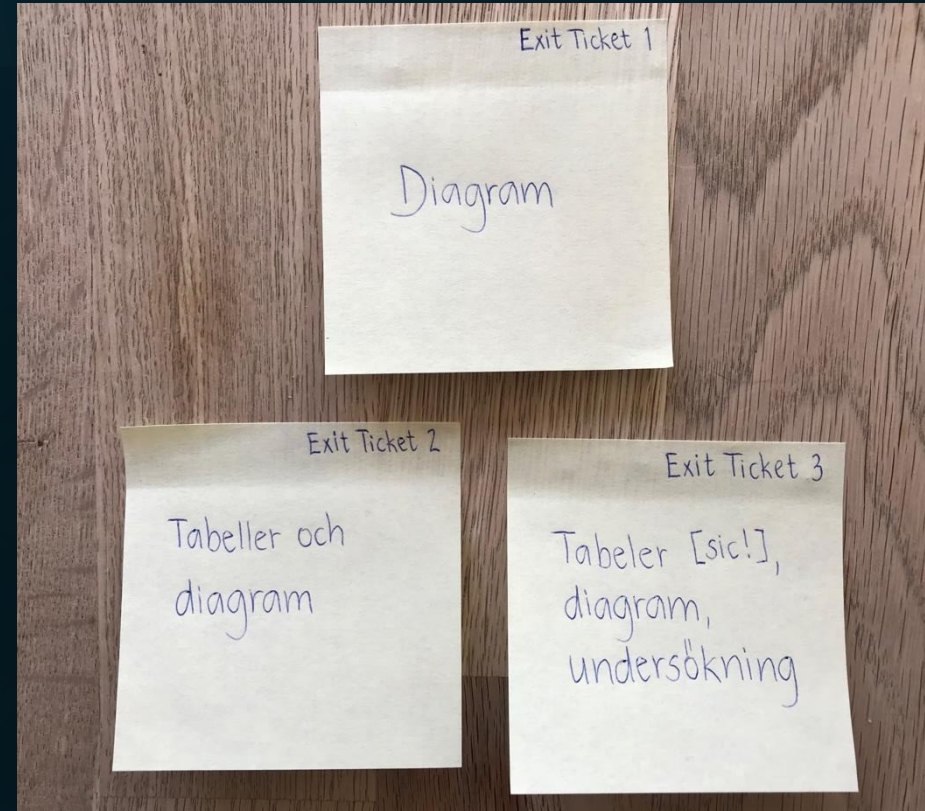 Exit Ticket 1
Diagram
Exit Ticket 2
Tabeller och
diagram
Exit Ticket 3
Tabeler [sic!],
diagram,
undersökning